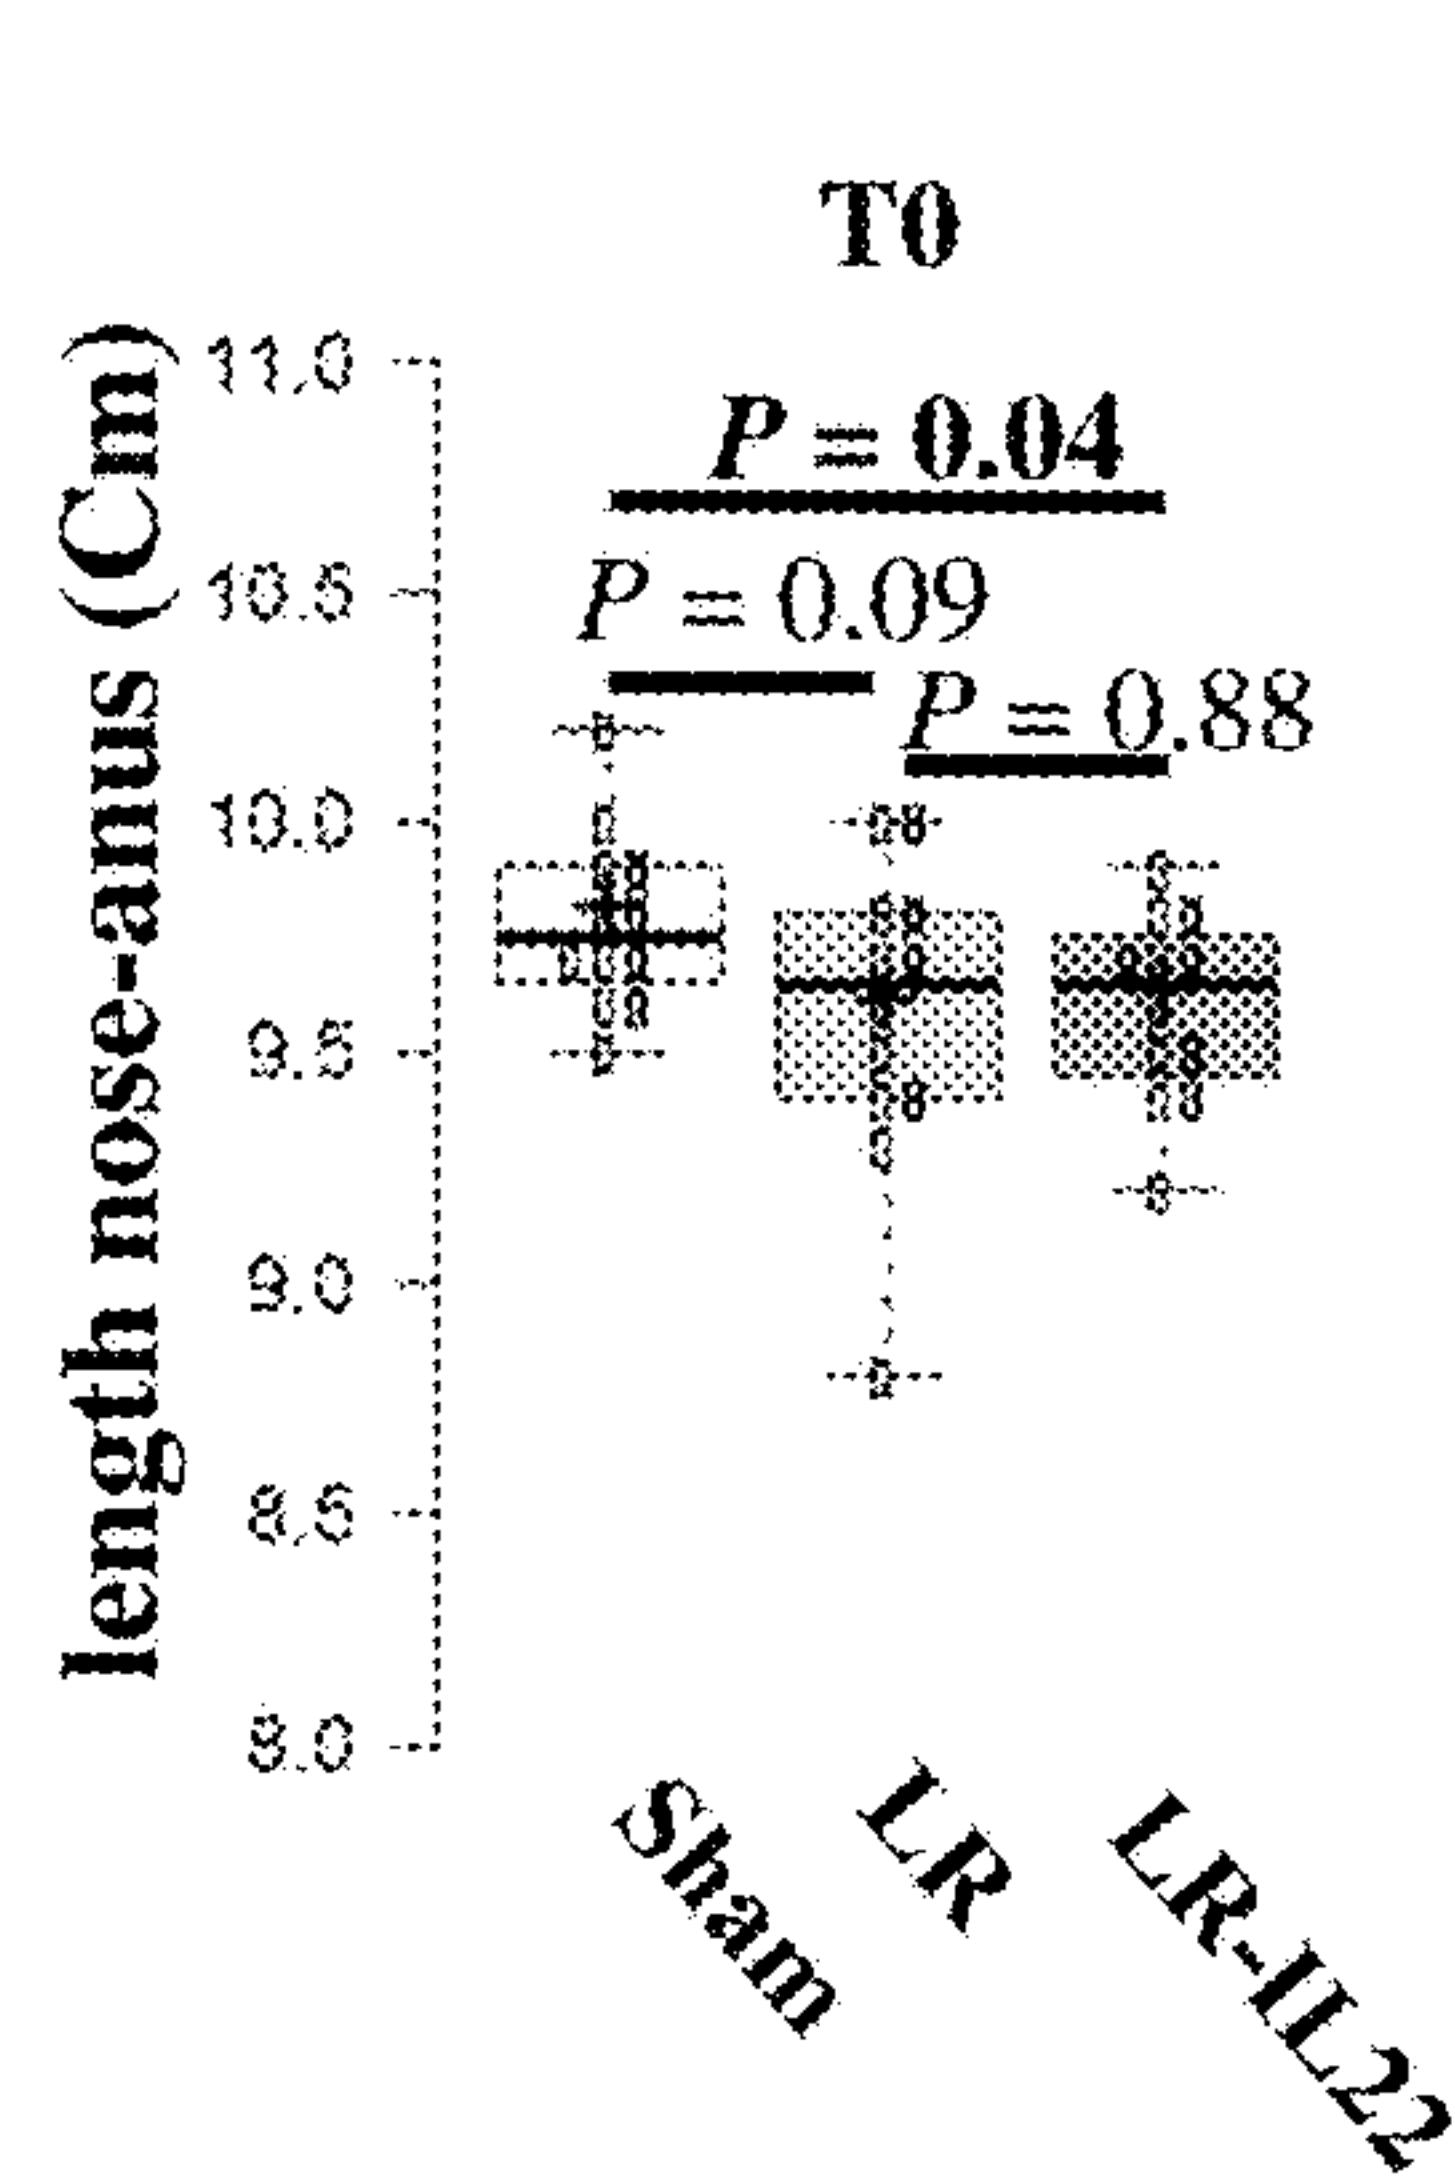 T0
length nose-anus (Cm)
11.0
10.5
10.0
9.5
9.0
8.5
8.0
P = 0.04
P = 0.09
P = 0.88
Sham
LR
LR-IL22